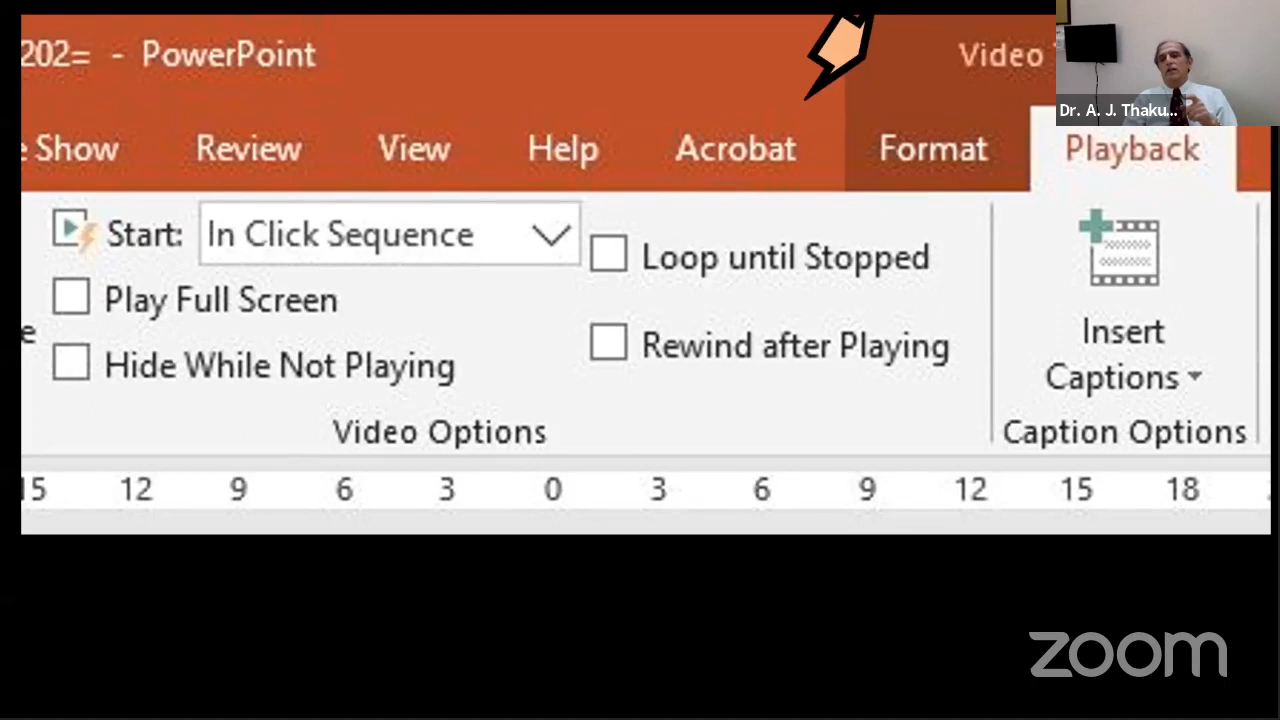 202= - PowerPoint
Video
Dr. A. J. Thaku...
e Show Review View Help Acrobat Format Playback
Start: In Click Sequence
Loop until Stopped
Play Full Screen
Rewind after Playing
Hide While Not Playing
e
Insert
Captions
Video Options
Caption Options
15 12 9 6 3 0 3 6 9 12 15 18
zoom